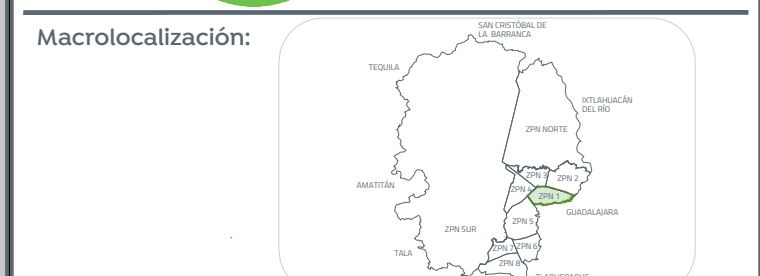 Macrolocalización:
SAN CRISTÓBAL DE
LA BARRANCA
TEQUILA
IXTLAHUACÁN
DEL RÍO
ZPN NORTE
ZPN 3
ZPN 2
AMATITÁN
ZPN 4
ZPN 1
GUADALAJARA
ZPN 5
ZPN SUR
ZPN 7
ZPN 6
TALA
ZPN 8
TLAQUEPAQUE